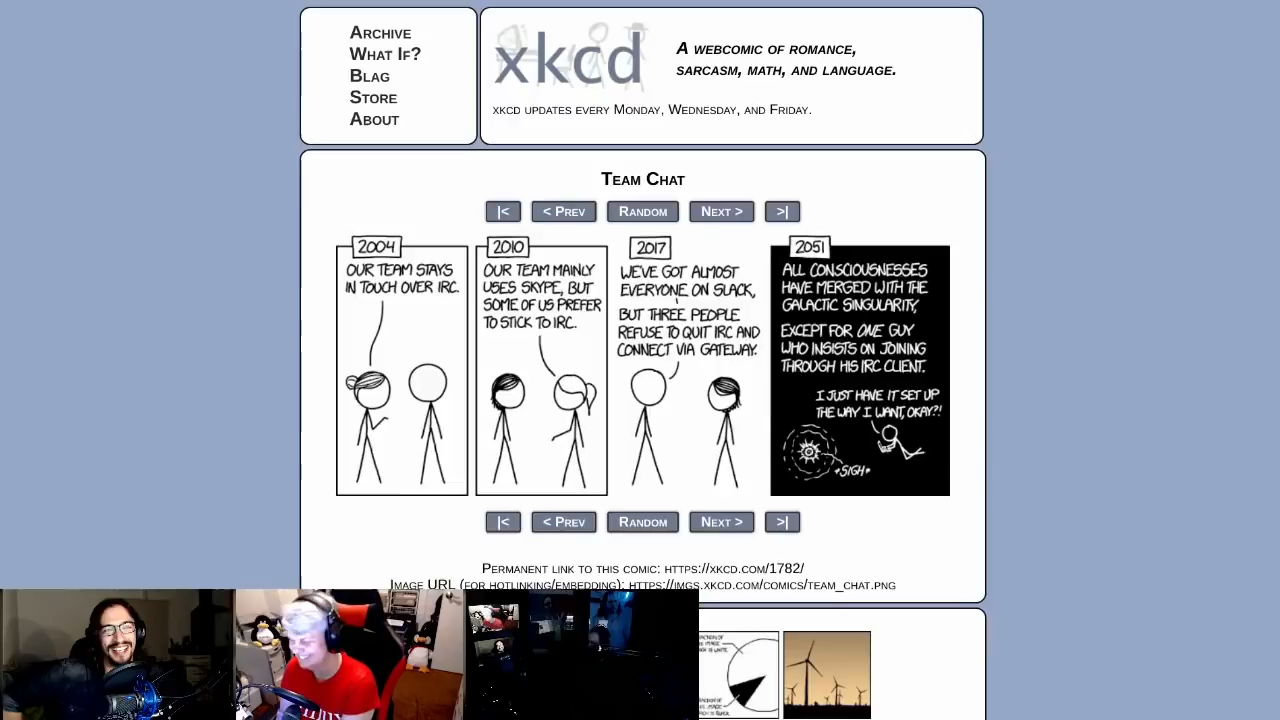 Archive
What If?
Blag
Store
About
xkcd
A webcomic of romance,
sarcasm, math, and language.
xkcd updates every Monday, Wednesday, and Friday.
Team Chat
|<
< Prev
Random
Next >
>|
2004
OUR TEAM STAYS
IN TOUCH OVER IRC.
2010
OUR TEAM MAINLY
USES SKYPE, BUT
SOME OF US PREFER
TO STICK TO IRC.
2017
WE'VE GOT ALMOST
EVERYONE ON SLACK,
BUT THREE PEOPLE
REFUSE TO QUIT IRC AND
CONNECT VIA GATEWAY.
2051
ALL CONSCIOUSNESSES
HAVE MERGED WITH THE
GALACTIC SINGULARITY,
EXCEPT FOR ONE GUY
WHO INSISTS ON JOINING
THROUGH HIS IRC CLIENT.
I JUST HAVE IT SET UP
THE WAY I WANT, OKAY?!
*SIGH*
|<
< Prev
Random
Next >
>|
Permanent link to this comic: https://xkcd.com/1782/
Image URL (for hotlinking/embedding): https://imgs.xkcd.com/comics/team_chat.png